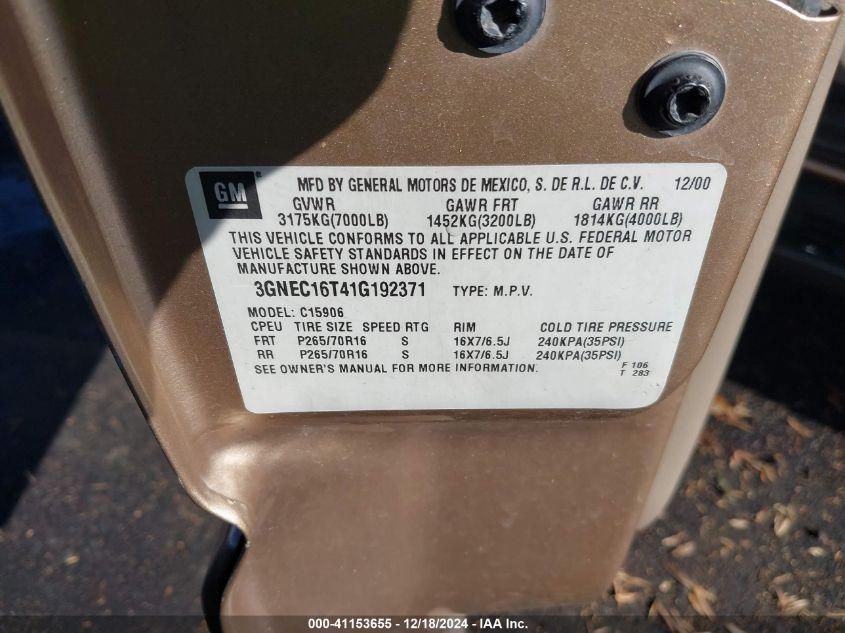 GM® MFD BY GENERAL MOTORS DE MEXICO, S. DE R.L. DE C.V. 12/00
GVWR GAWR FRT GAWR RR
3175KG(7000LB) 1452KG(3200LB) 1814KG(4000LB)
THIS VEHICLE CONFORMS TO ALL APPLICABLE U.S. FEDERAL MOTOR
VEHICLE SAFETY STANDARDS IN EFFECT ON THE DATE OF
MANUFACTURE SHOWN ABOVE.
3GNEC16T41G192371 TYPE: M.P.V.
MODEL: C15906
CPEU TIRE SIZE SPEED RTG RIM COLD TIRE PRESSURE
FRT P265/70R16 S 16X7/6.5J 240KPA(35PSI)
RR P265/70R16 S 16X7/6.5J 240KPA(35PSI)
SEE OWNER'S MANUAL FOR MORE INFORMATION. F 106
T 283
000-41153655 - 12/18/2024 - IAA Inc.